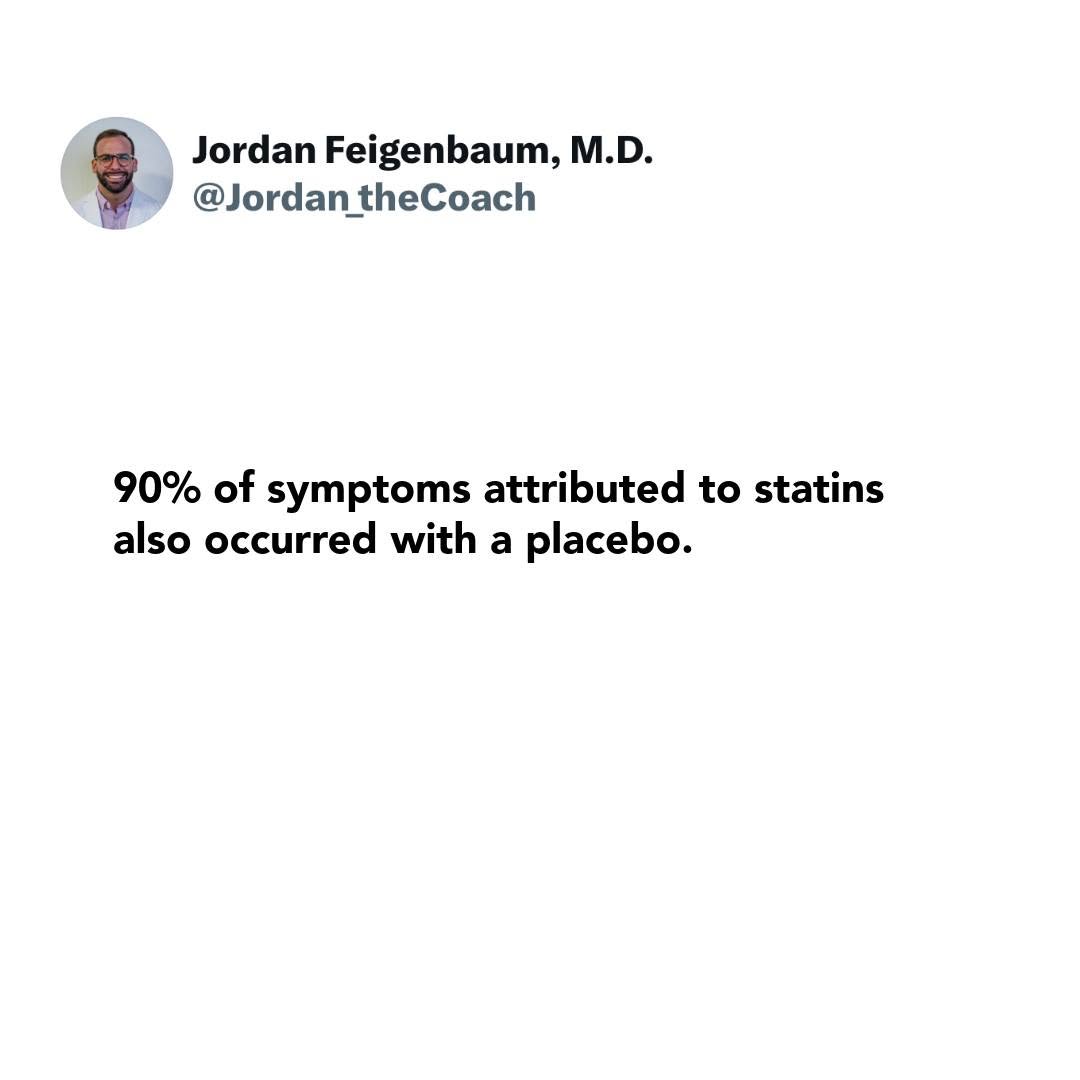 Jordan Feigenbaum, M.D.
@Jordan_theCoach
90% of symptoms attributed to statins
also occurred with a placebo.